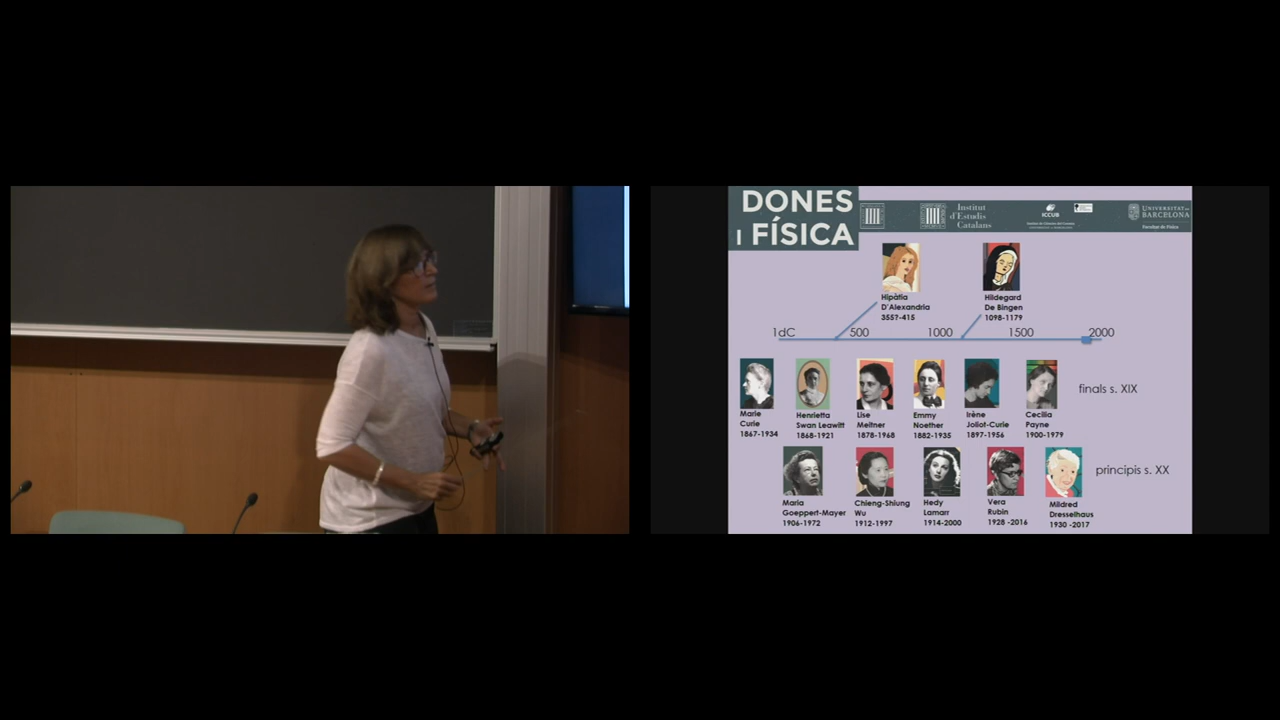 DONES
I FÍSICA
Institut
d'Estudis
Catalans
ICCUB
UNIVERSITAT DE
BARCELONA
Facultat de Física
Hipàtia
D'Alexandria
355?-415
Hildegard
De Bingen
1098-1179
1dC 500 1000 1500 2000
Marie
Curie
1867-1934
Henrietta
Swan Leawitt
1868-1921
Lise
Meitner
1878-1968
Emmy
Noether
1882-1935
Irène
Joliot-Curie
1897-1956
Cecilia
Payne
1900-1979
finals s. XIX
Maria
Goeppert-Mayer
1906-1972
Chieng-Shiung
Wu
1912-1997
Hedy
Lamarr
1914-2000
Vera
Rubin
1928 -2016
Mildred
Dresselhaus
1930 -2017
principis s. XX